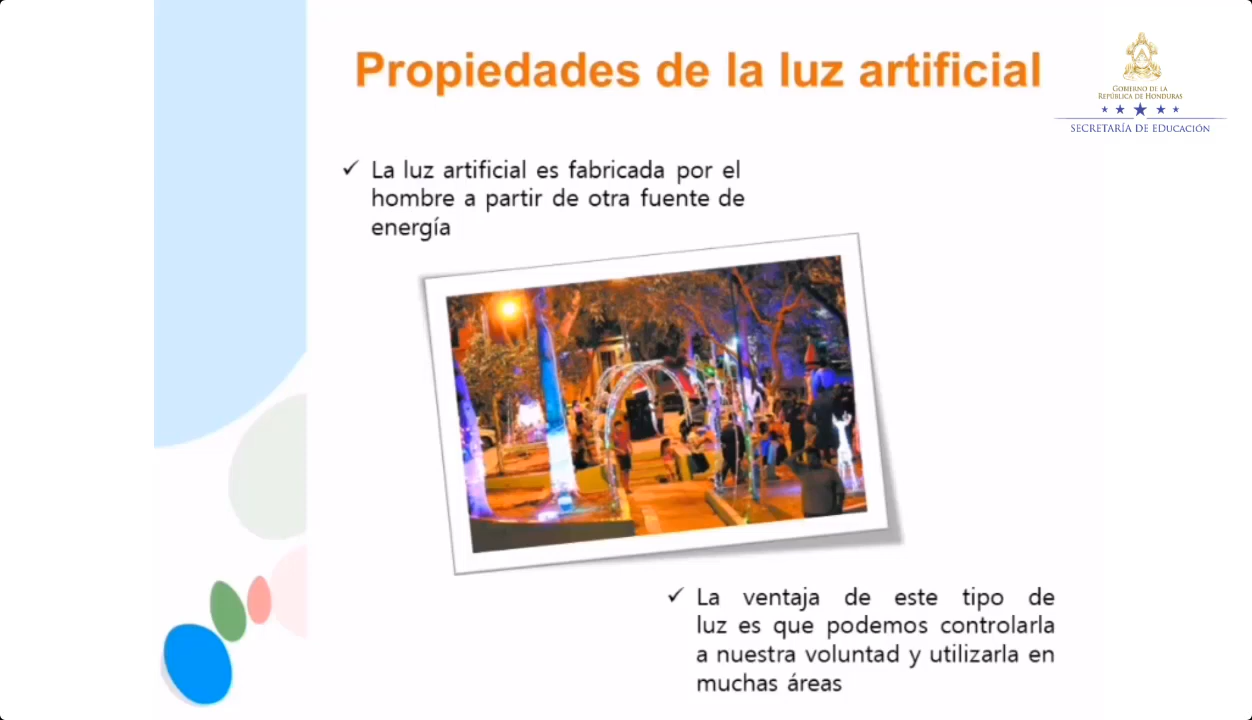 Propiedades de la luz artificial
GOBIERNO DE LA
REPÚBLICA DE HONDURAS
SECRETARÍA DE EDUCACIÓN
La luz artificial es fabricada por el
hombre a partir de otra fuente de
energía
La ventaja de este tipo de
luz es que podemos controlarla
a nuestra voluntad y utilizarla en
muchas áreas